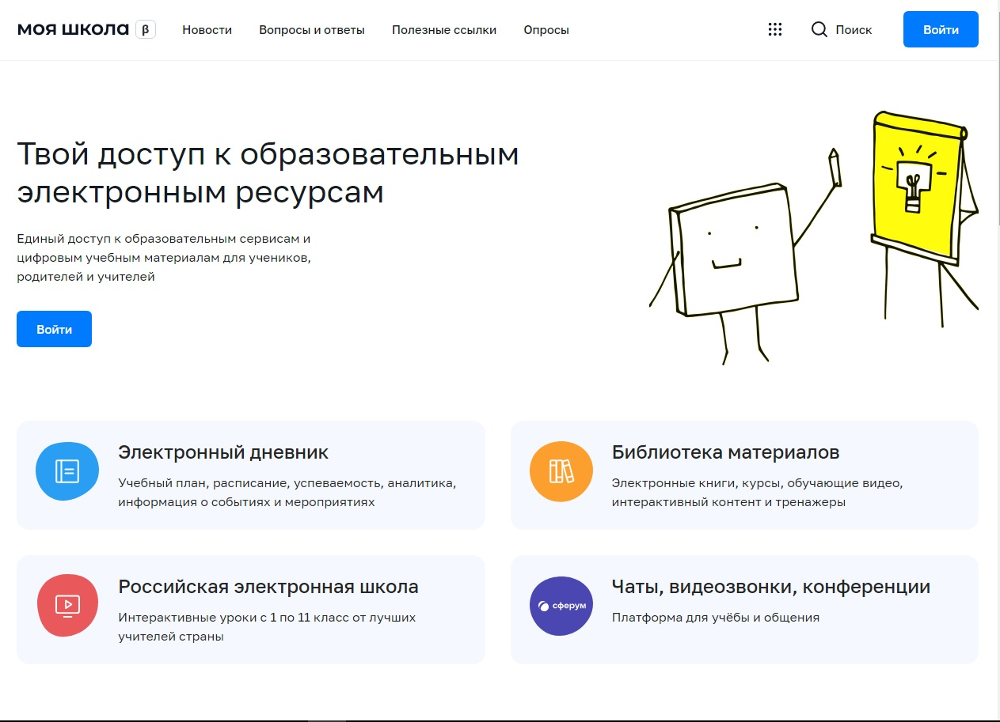 моя школа β
Новости
Вопросы и ответы
Полезные ссылки
Опросы
Поиск
Войти
Твой доступ к образовательным
электронным ресурсам
Единый доступ к образовательным сервисам и
цифровым учебным материалам для учеников,
родителей и учителей
Войти
Электронный дневник
Учебный план, расписание, успеваемость, аналитика,
информация о событиях и мероприятиях
Библиотека материалов
Электронные книги, курсы, обучающие видео,
интерактивный контент и тренажеры
Российская электронная школа
Интерактивные уроки с 1 по 11 класс от лучших
учителей страны
сферум
Чаты, видеозвонки, конференции
Платформа для учёбы и общения